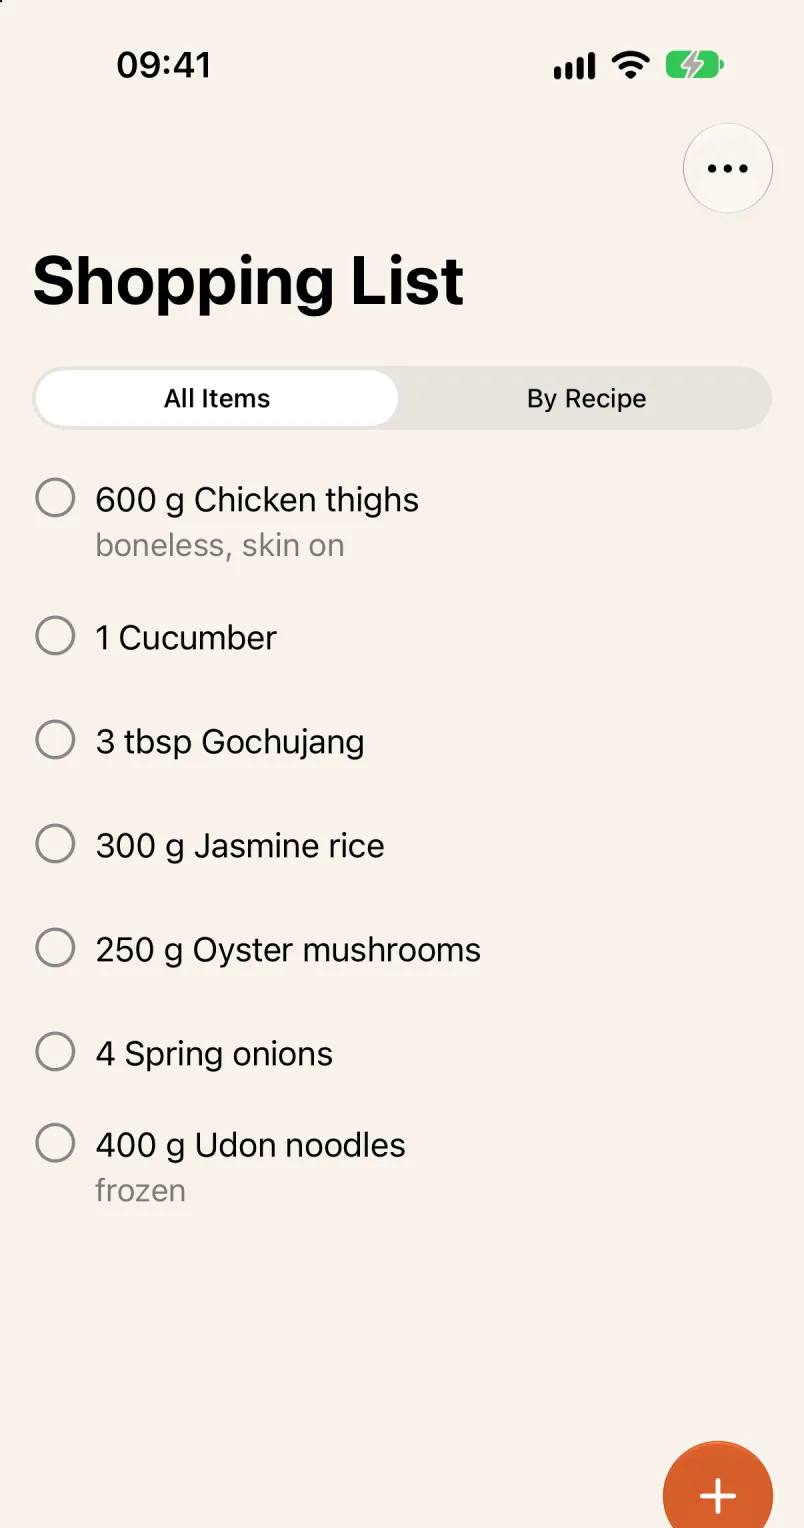 09:41
Shopping List
All Items
By Recipe
600 g Chicken thighs
boneless, skin on
1 Cucumber
3 tbsp Gochujang
300 g Jasmine rice
250 g Oyster mushrooms
4 Spring onions
400 g Udon noodles
frozen